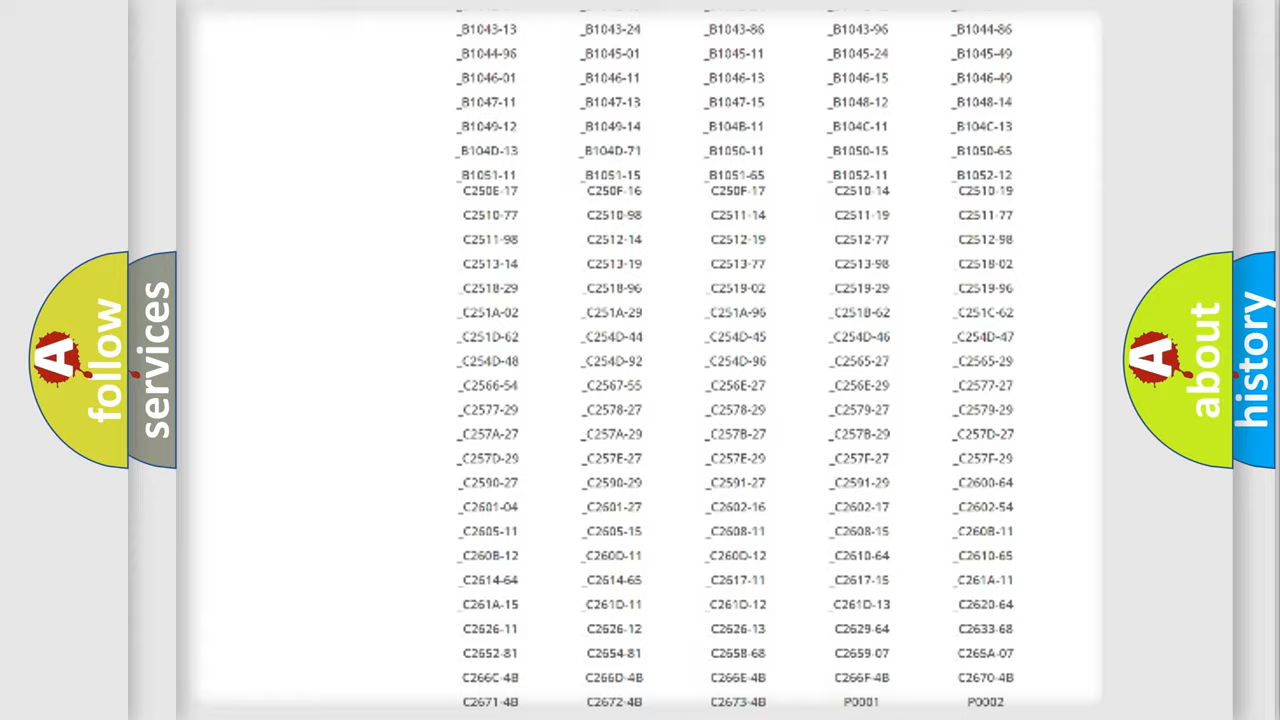 _B1043-13 _B1043-24 _B1043-86 _B1043-96 _B1044-86
_B1044-96 _B1045-01 _B1045-11 _B1045-24 _B1045-49
_B1046-01 _B1046-11 _B1046-13 _B1046-15 _B1046-49
_B1047-11 _B1047-13 _B1047-15 _B1048-12 _B1048-14
_B1049-12 _B1049-14 _B104B-11 _B104C-11 _B104C-13
_B104D-13 _B104D-71 _B1050-11 _B1050-15 _B1050-65
_B1051-11 _B1051-15 _B1051-65 _B1052-11 _B1052-12
C250E-17 C250F-16 C250F-17 C2510-14 C2510-19
C2510-77 C2510-98 C2511-14 C2511-19 C2511-77
C2511-98 C2512-14 C2512-19 C2512-77 C2512-98
C2513-14 C2513-19 C2513-77 C2513-98 C2518-02
_C2518-29 _C2518-96 _C2519-02 _C2519-29 _C2519-96
_C251A-02 _C251A-29 _C251A-96 _C251B-62 _C251C-62
_C251D-62 _C254D-44 _C254D-45 _C254D-46 _C254D-47
_C254D-48 _C254D-92 _C254D-96 _C2565-27 _C2565-29
_C2566-54 _C2567-55 _C256E-27 _C256E-29 _C2577-27
_C2577-29 _C2578-27 _C2578-29 _C2579-27 _C2579-29
_C257A-27 _C257A-29 _C257B-27 _C257B-29 _C257D-27
_C257D-29 _C257E-27 _C257E-29 _C257F-27 _C257F-29
_C2590-27 _C2590-29 _C2591-27 _C2591-29 _C2600-64
_C2601-04 _C2601-27 _C2602-16 _C2602-17 _C2602-54
_C2605-11 _C2605-15 _C2608-11 _C2608-15 _C260B-11
_C260B-12 _C260D-11 _C260D-12 _C2610-64 _C2610-65
_C2614-64 _C2614-65 _C2617-11 _C2617-15 _C261A-11
_C261A-15 _C261D-11 _C261D-12 _C261D-13 _C2620-64
C2626-11 C2626-12 C2626-13 C2629-64 C2633-68
C2652-81 C2654-81 C2658-68 C2659-07 C265A-07
C266C-4B C266D-4B C266E-4B C266F-4B C2670-4B
C2671-4B C2672-4B C2673-4B P0001 P0002
A follow
services
A about
history